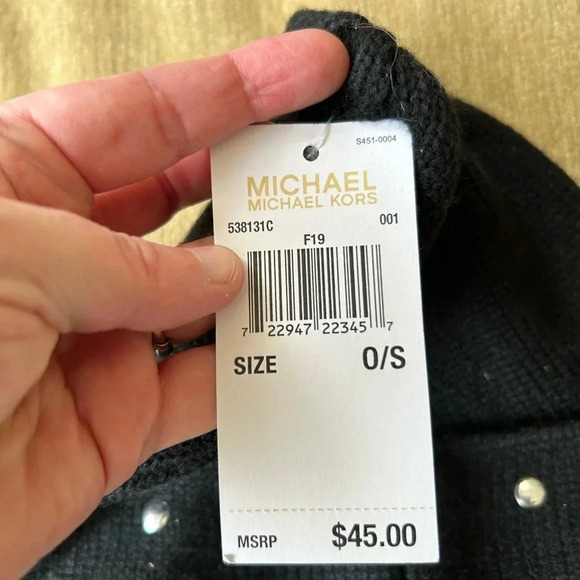 S451-0004
MICHAEL
MICHAEL KORS
538131C 001
F19
7 22947 22345 7
SIZE O/S
MSRP $45.00